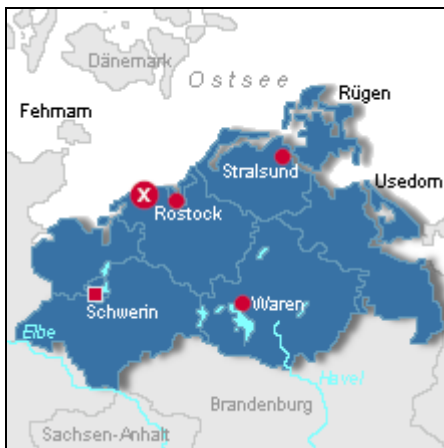 Dänemark
Ostsee
Rügen
Fehmarn
Stralsund
Usedom
X
Rostock
Schwerin
Waren
Elbe
Havel
Brandenburg
Sachsen-Anhalt